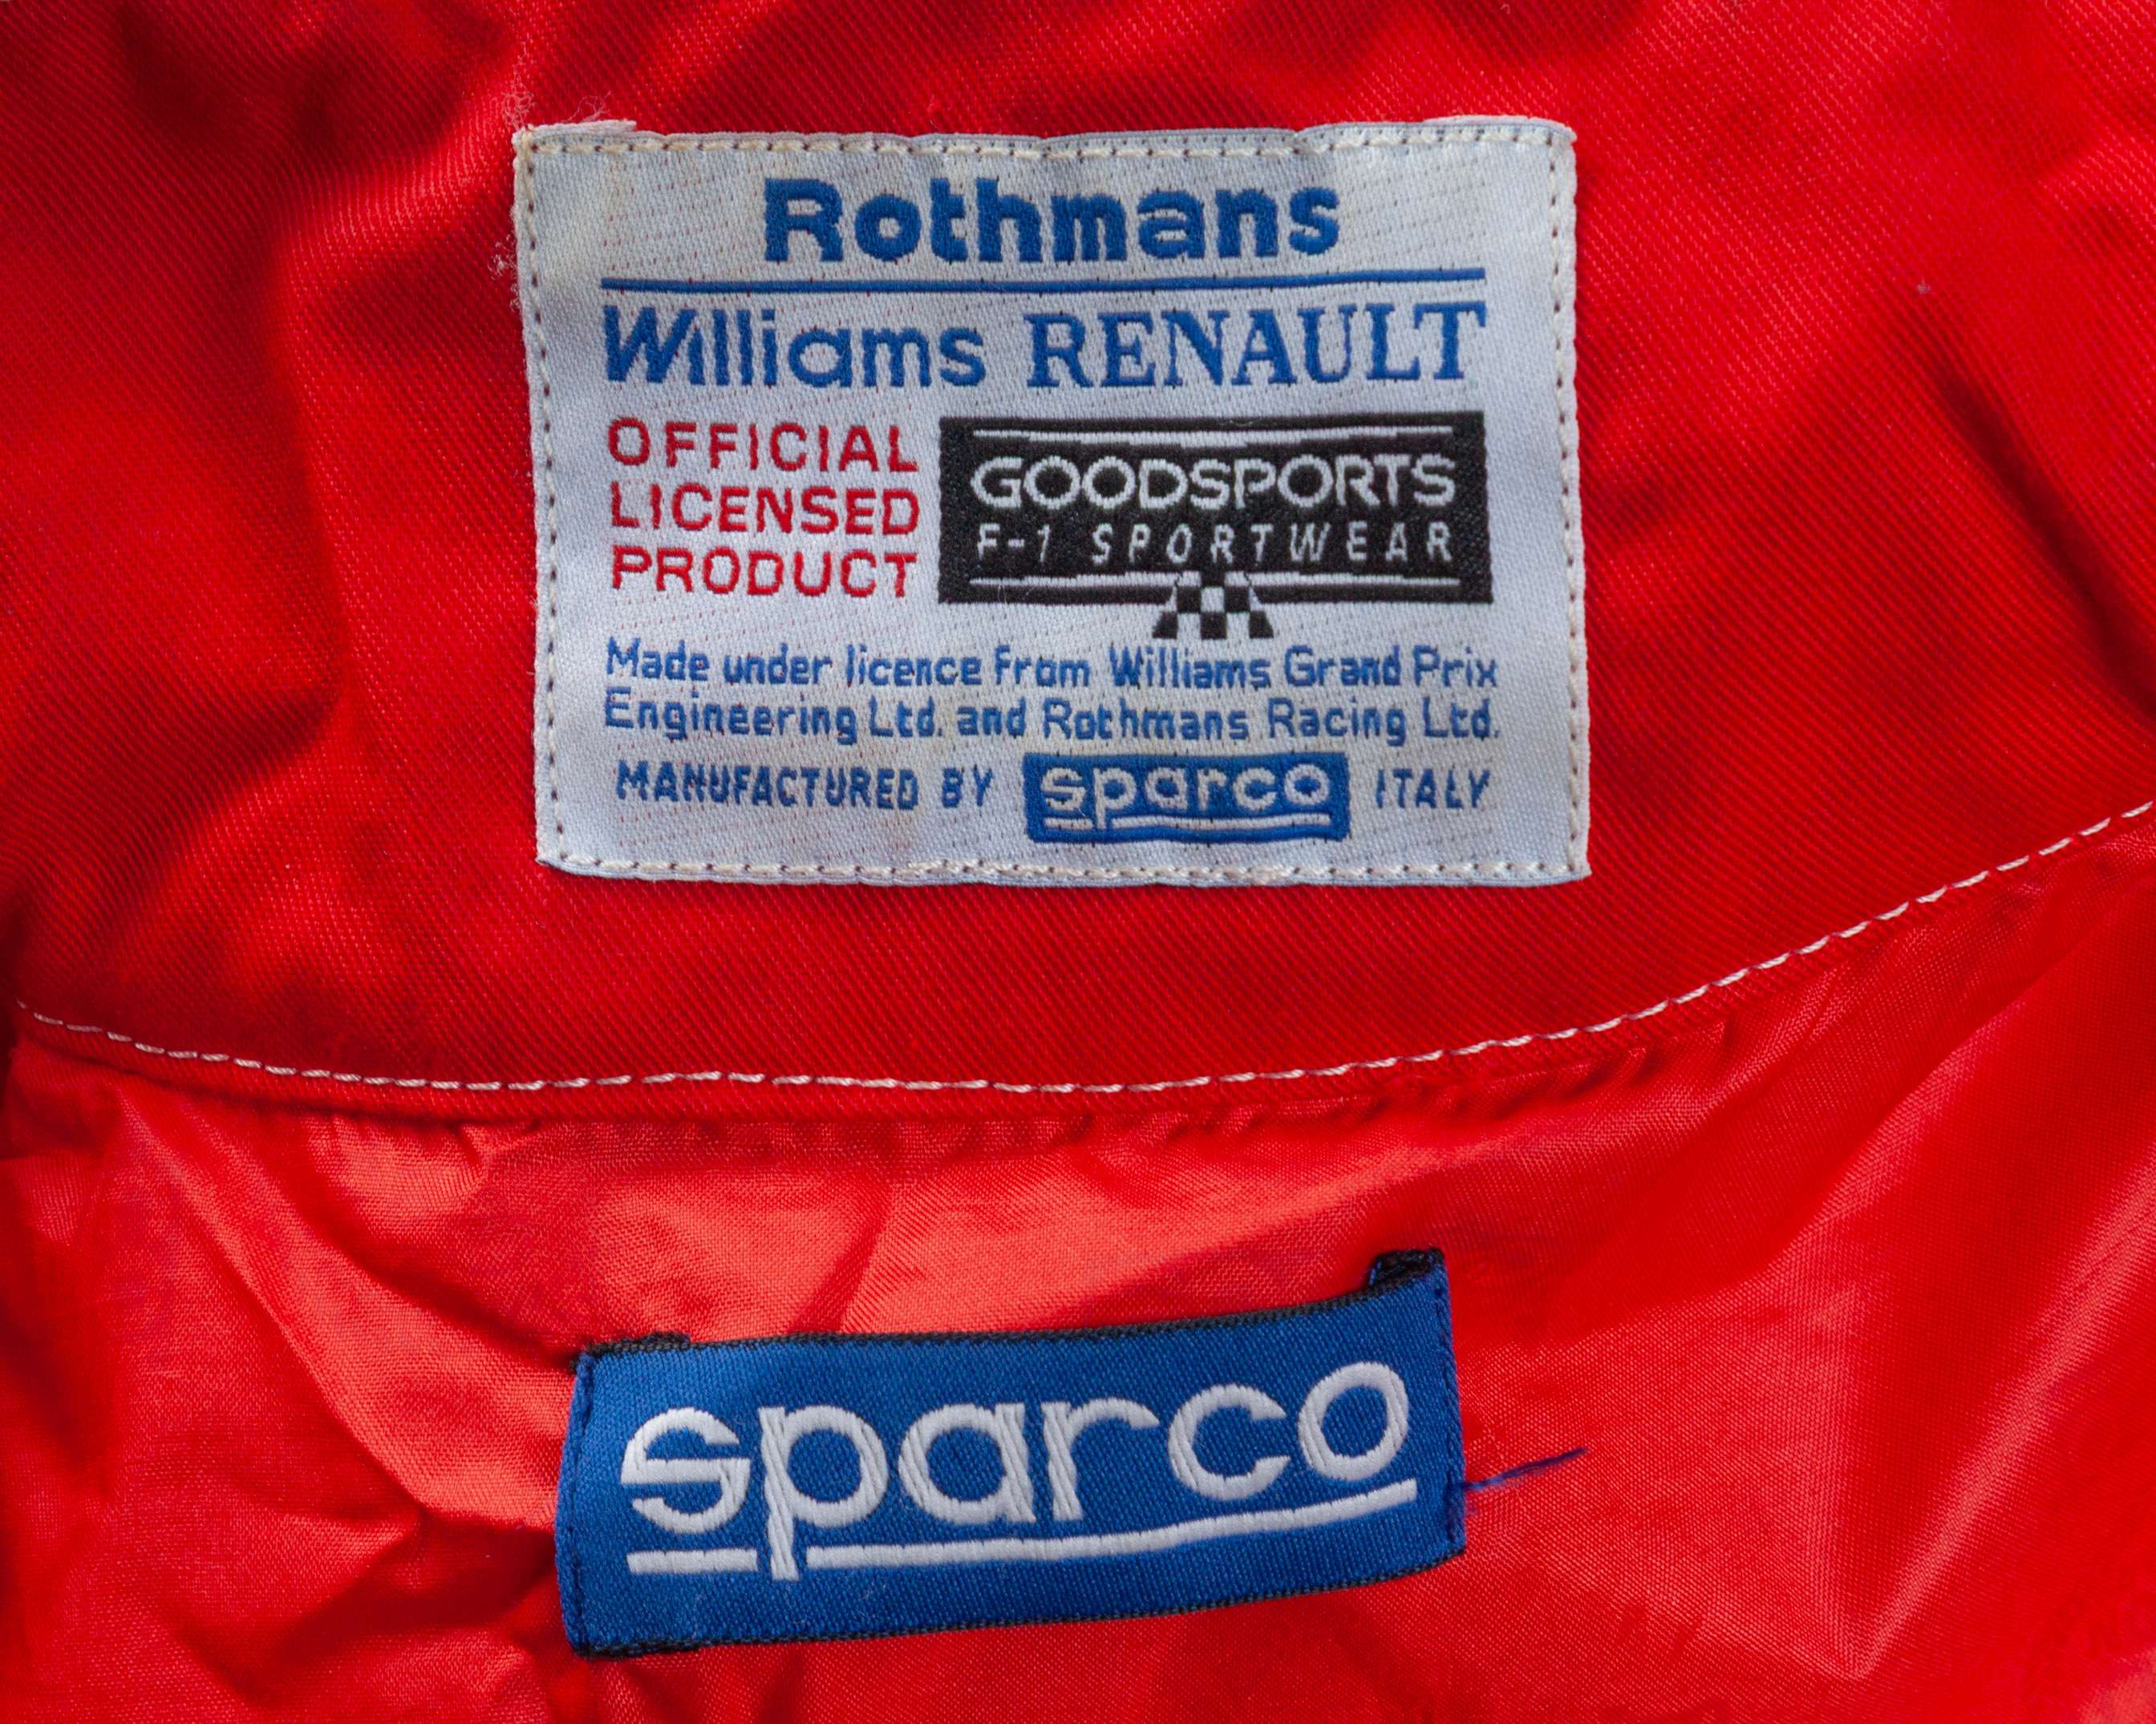 Rothmans
Williams RENAULT
OFFICIAL
LICENSED
PRODUCT
GOODSPORTS
F-1 SPORTWEAR
Made under licence from Williams Grand Prix
Engineering Ltd. and Rothmans Racing Ltd.
MANUFACTURED BY sparco ITALY
sparco